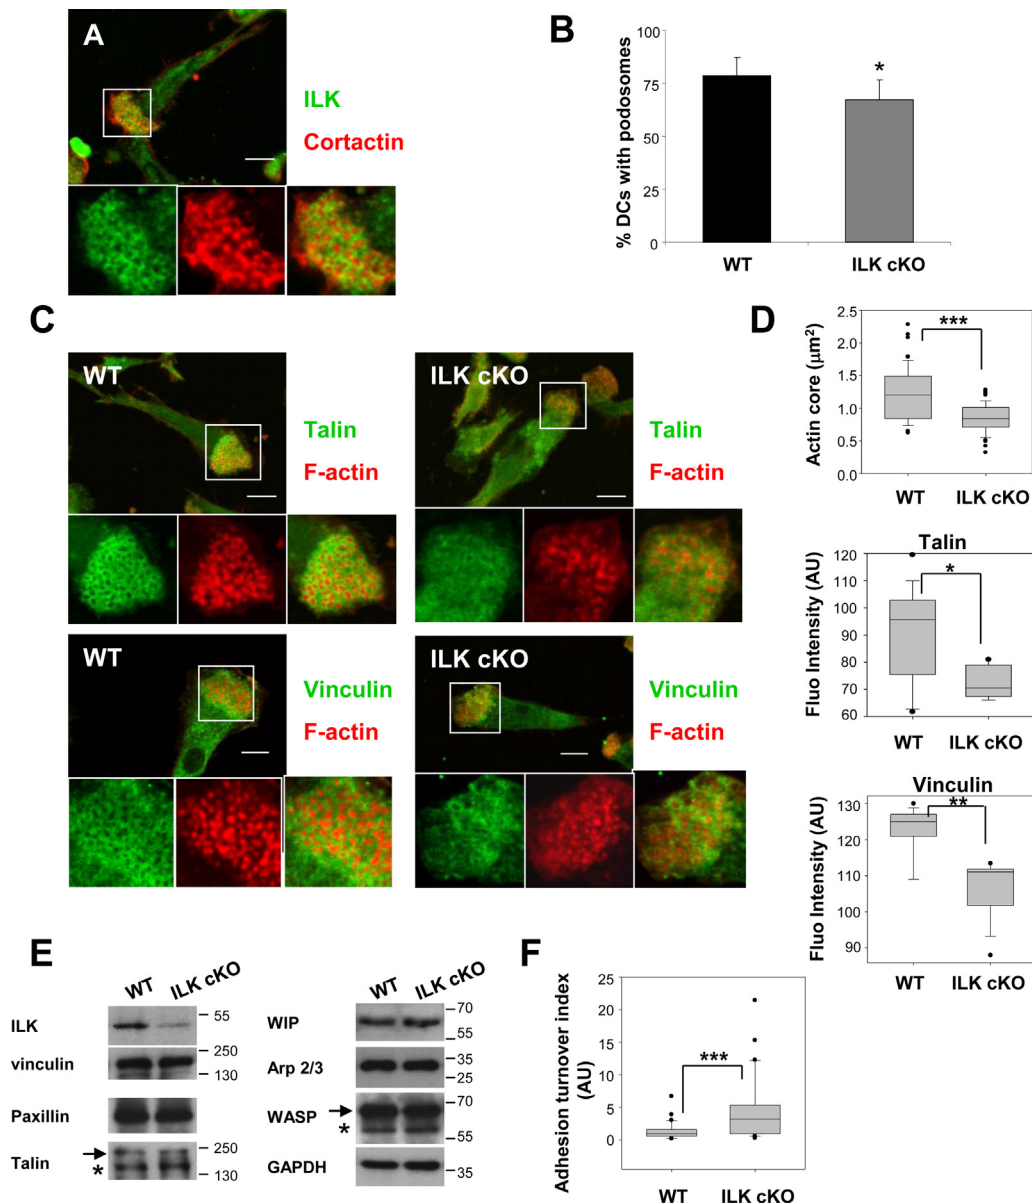 A
ILK
Cortactin
B
% DCs with podosomes
100
75
50
25
0
*
WT
ILK cKO
C
WT
Talin
F-actin
ILK cKO
Talin
F-actin
WT
Vinculin
F-actin
ILK cKO
Vinculin
F-actin
D
Actin core (µm²)
2.5
2.0
1.5
1.0
0.5
0.0
***
WT
ILK cKO
Talin
Fluo Intensity (AU)
120
110
100
90
80
70
60
*
WT
ILK cKO
Vinculin
Fluo Intensity (AU)
130
120
110
100
90
**
WT
ILK cKO
E
WT
ILK cKO
ILK
55
vinculin
250
130
Paxillin
Talin
*
250
130
WT
ILK cKO
WIP
70
55
Arp 2/3
35
25
WASP
*
70
55
GAPDH
35
F
Adhesion turnover index
(AU)
25
20
15
10
5
0
***
WT
ILK cKO